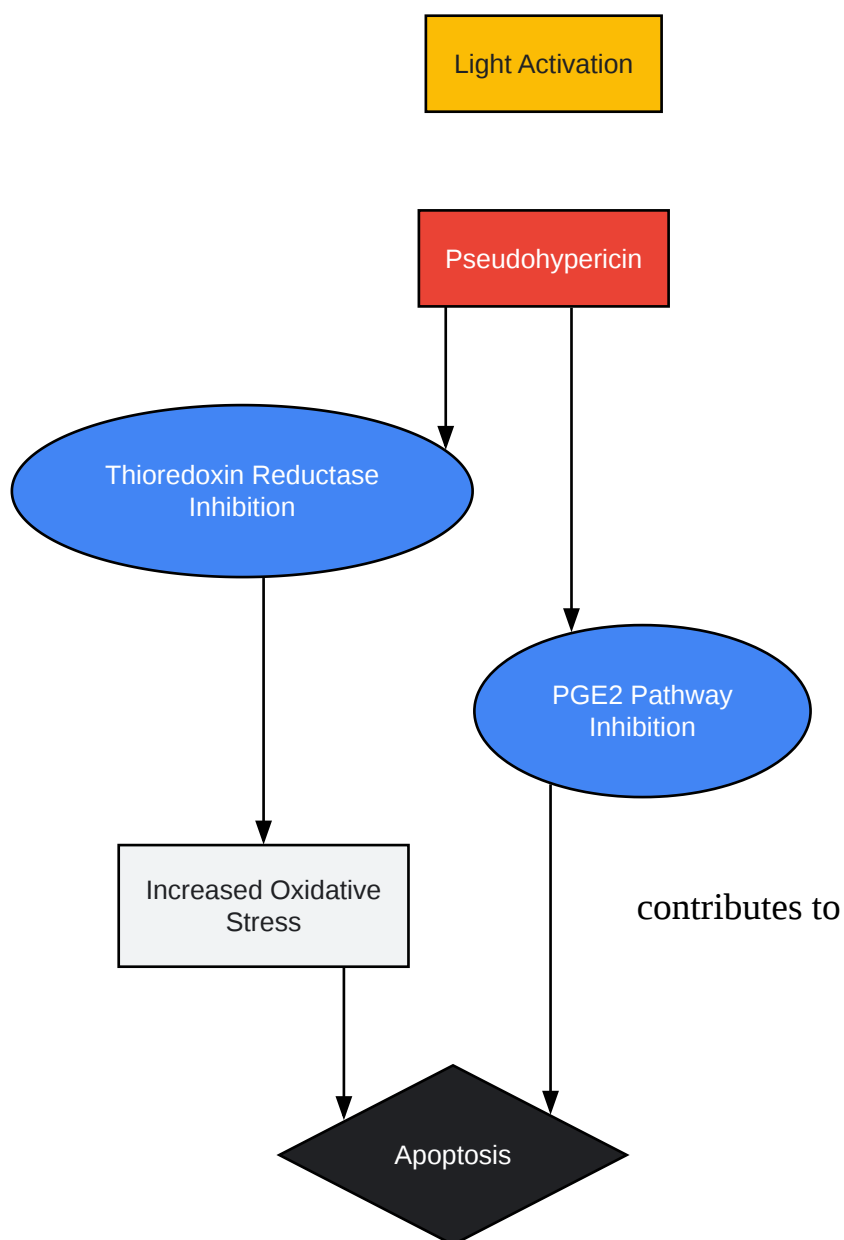 Light Activation
Pseudohypericin
Thioredoxin Reductase
Inhibition
PGE2 Pathway
Inhibition
Increased Oxidative
Stress
contributes to
Apoptosis